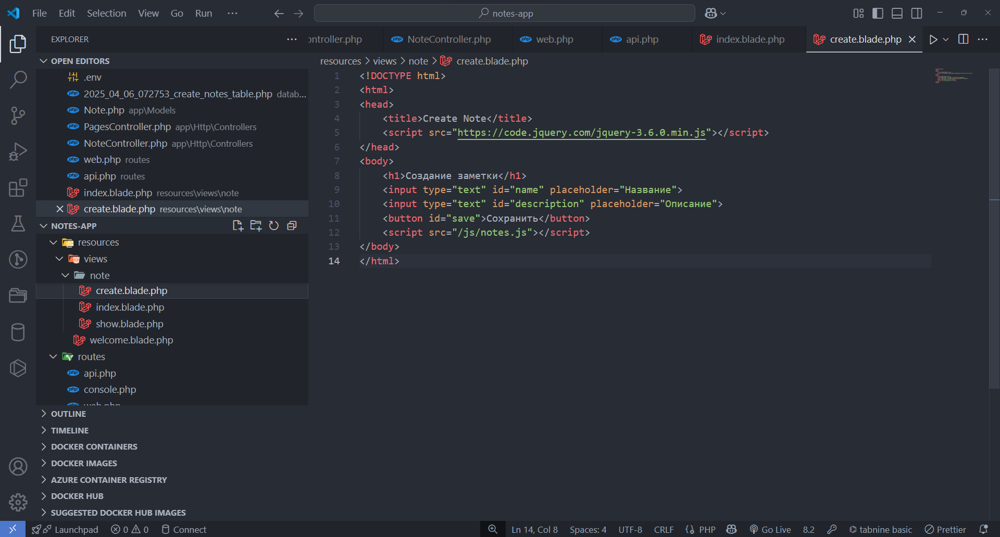 File Edit Selection View Go Run ··· notes-app
EXPLORER ···
OPEN EDITORS
.env
2025_04_06_072753_create_notes_table.php datab...
Note.php app\Models
PagesController.php app\Http\Controllers
NoteController.php app\Http\Controllers
web.php routes
api.php routes
index.blade.php resources\views\note
create.blade.php resources\views\note
NOTES-APP
resources
views
note
create.blade.php
index.blade.php
show.blade.php
welcome.blade.php
routes
api.php
console.php
OUTLINE
TIMELINE
DOCKER CONTAINERS
DOCKER IMAGES
AZURE CONTAINER REGISTRY
DOCKER HUB
SUGGESTED DOCKER HUB IMAGES
ontroller.php NoteController.php web.php api.php index.blade.php create.blade.php
resources > views > note > create.blade.php
1 <!DOCTYPE html>
2 <html>
3 <head>
4 <title>Create Note</title>
5 <script src="https://code.jquery.com/jquery-3.6.0.min.js"></script>
6 </head>
7 <body>
8 <h1>Создание заметки</h1>
9 <input type="text" id="name" placeholder="Название">
10 <input type="text" id="description" placeholder="Описание">
11 <button id="save">Сохранить</button>
12 <script src="/js/notes.js"></script>
13 </body>
14 </html>
Launchpad 0 0 Connect Ln 14, Col 8 Spaces: 4 UTF-8 CRLF PHP Go Live 8.2 tabnine basic Prettier